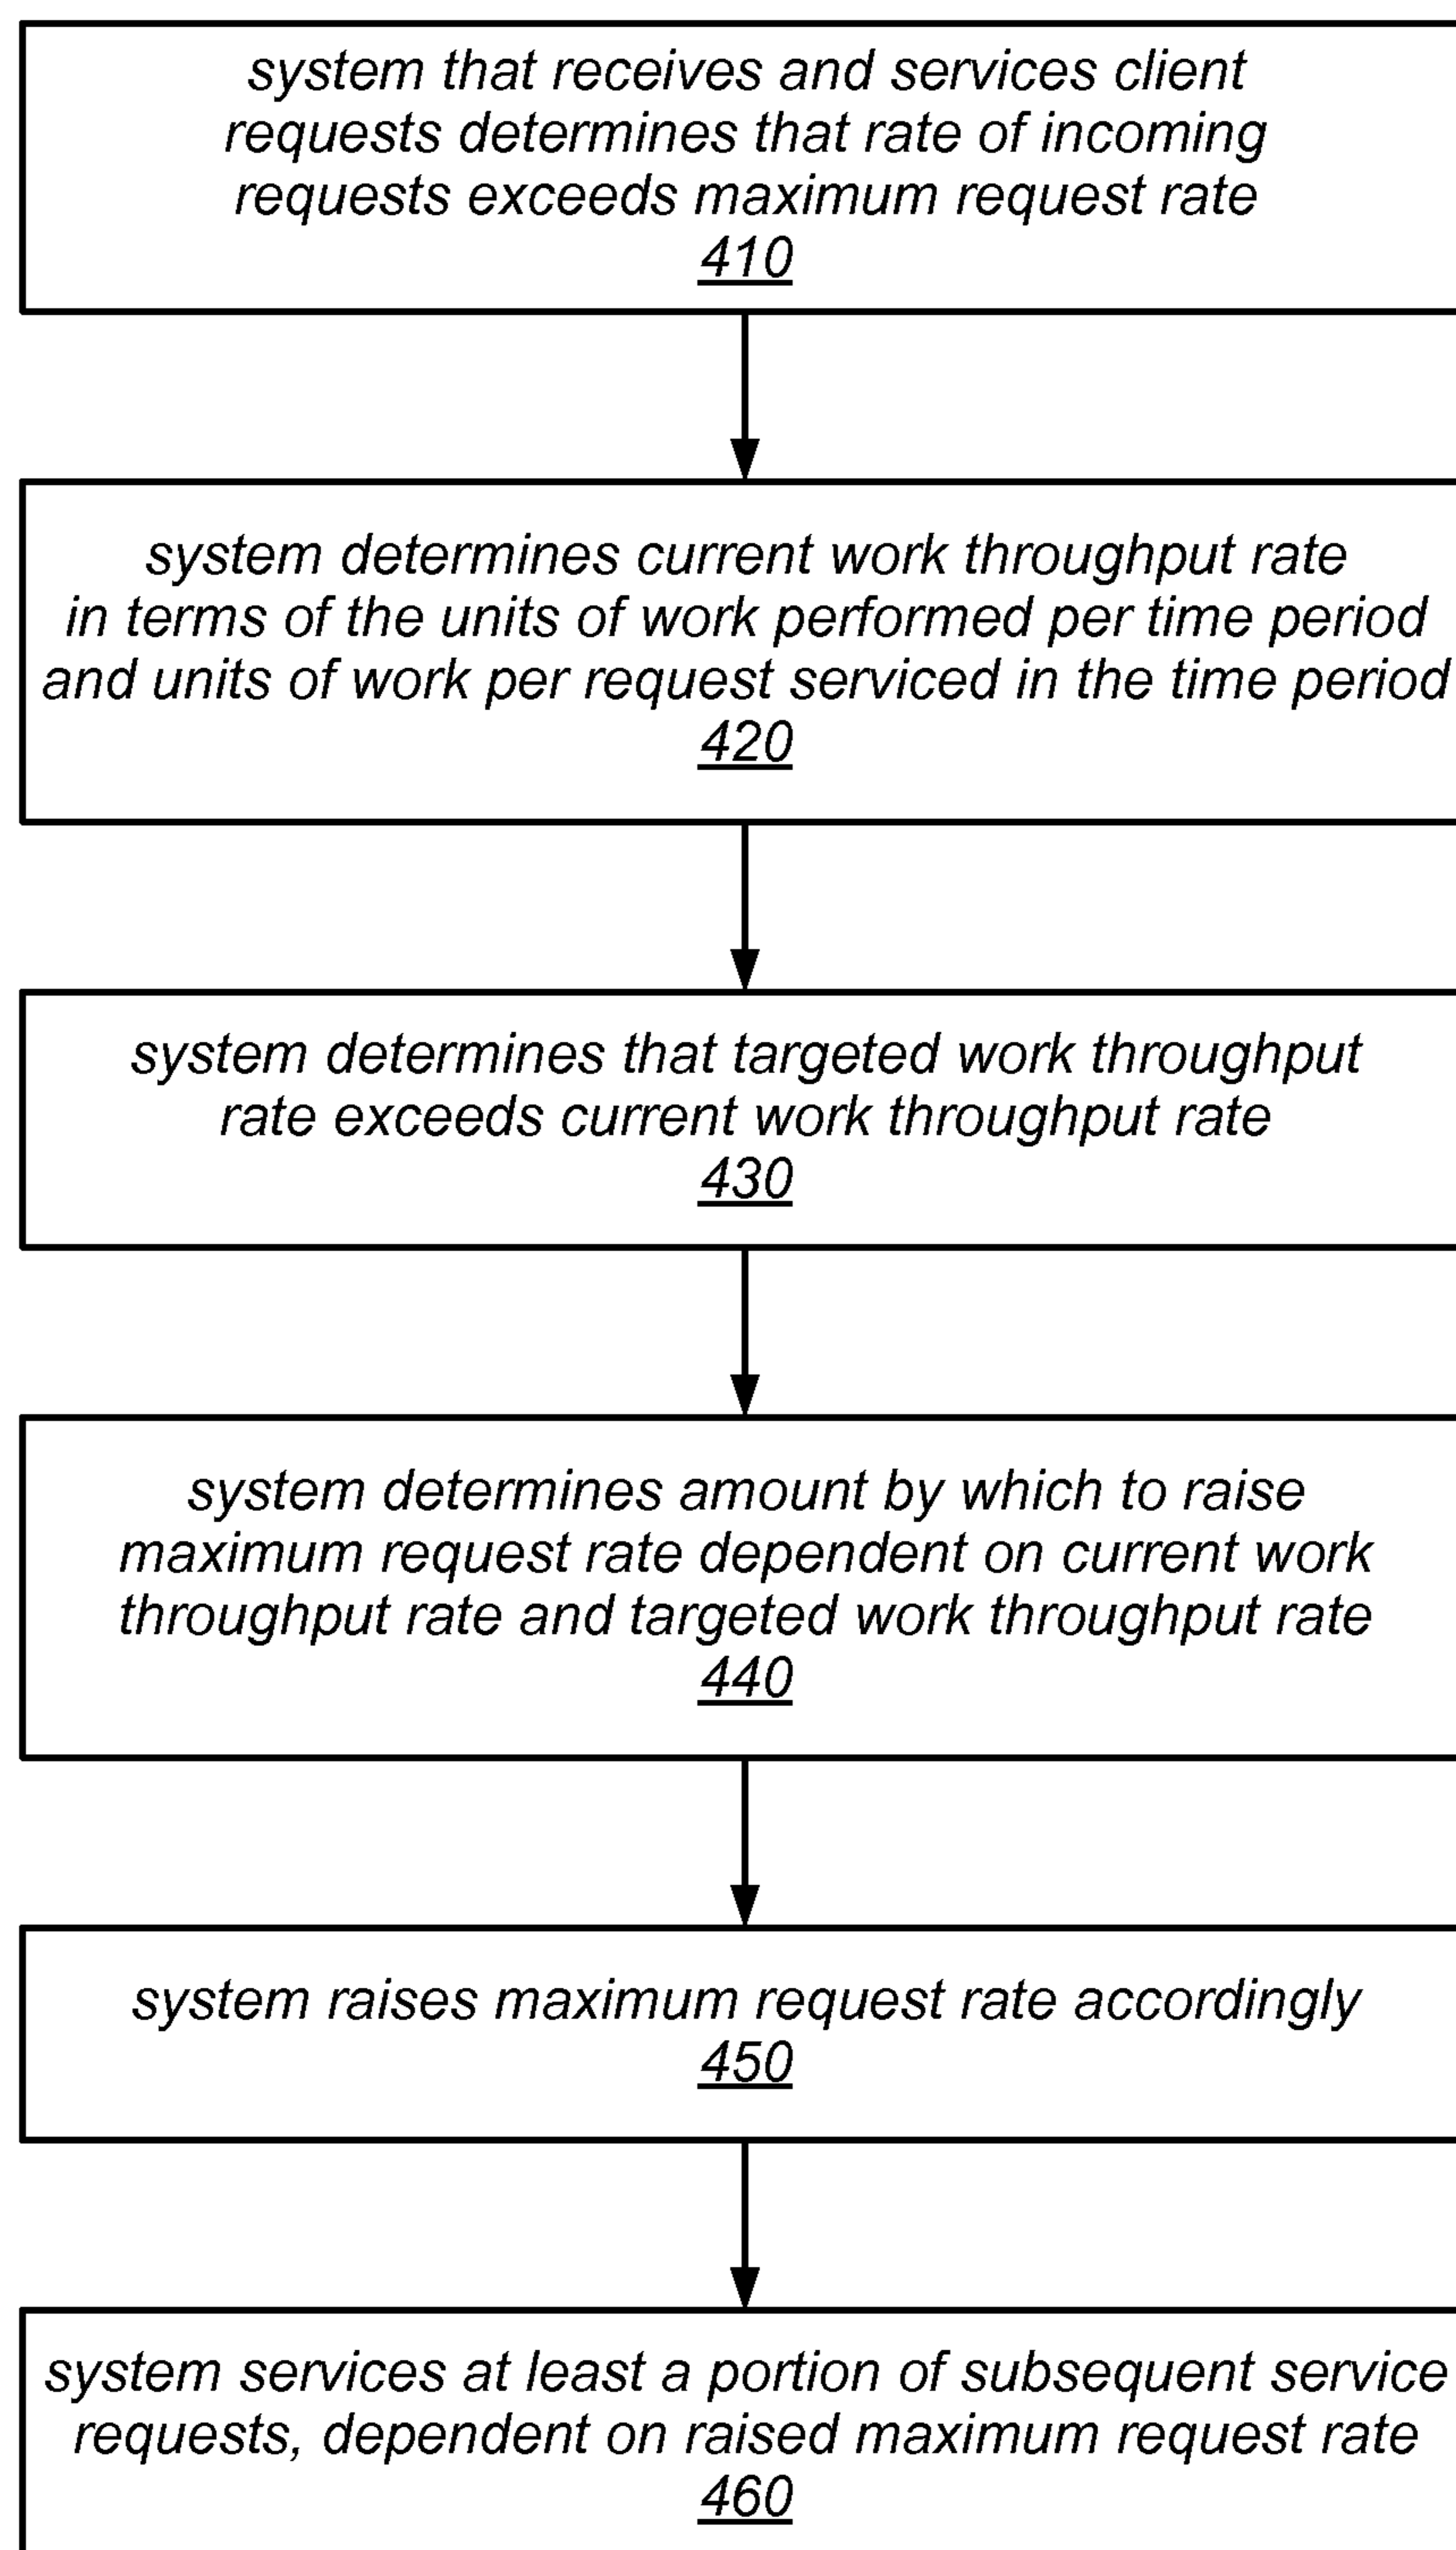 system that receives and services client
requests determines that rate of incoming
requests exceeds maximum request rate
410
system determines current work throughput rate
in terms of the units of work performed per time period
and units of work per request serviced in the time period
420
system determines that targeted work throughput
rate exceeds current work throughput rate
430
system determines amount by which to raise
maximum request rate dependent on current work
throughput rate and targeted work throughput rate
440
system raises maximum request rate accordingly
450
system services at least a portion of subsequent service
requests, dependent on raised maximum request rate
460